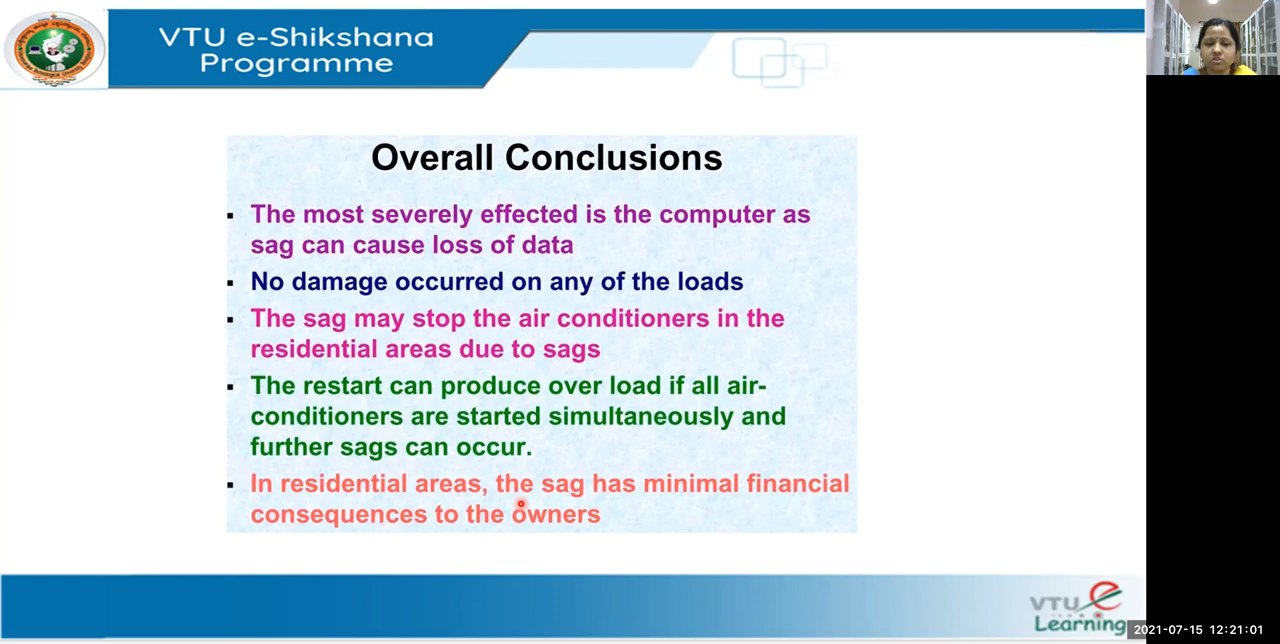 VTU e-Shikshana
Programme
Overall Conclusions
▪ The most severely effected is the computer as
sag can cause loss of data
▪ No damage occurred on any of the loads
▪ The sag may stop the air conditioners in the
residential areas due to sags
▪ The restart can produce over load if all air-
conditioners are started simultaneously and
further sags can occur.
▪ In residential areas, the sag has minimal financial
consequences to the owners
VTU e
Learning
2021-07-15 12:21:01